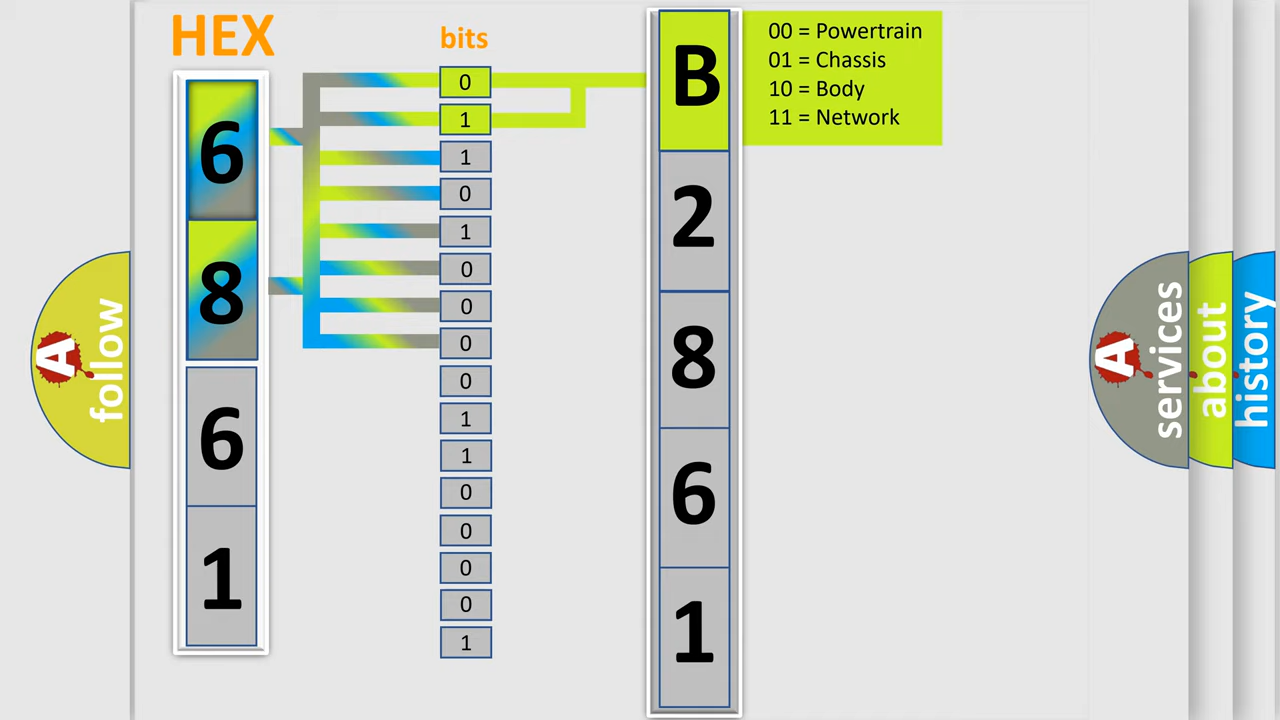 HEX
bits
6
8
6
1
0
1
1
0
1
0
0
0
0
1
1
0
0
0
0
1
B
2
8
6
1
00 = Powertrain
01 = Chassis
10 = Body
11 = Network
A
follow
A
services
about
history